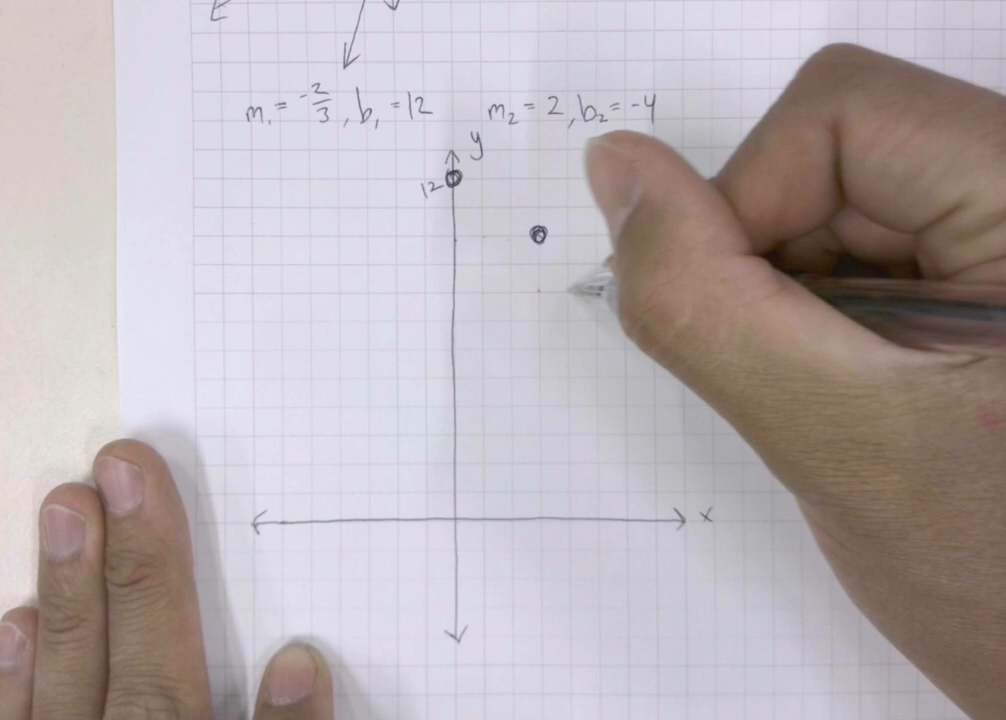 m₁ = -2/3, b₁ = 12 m₂ = 2, b₂ = -4
y
12
x